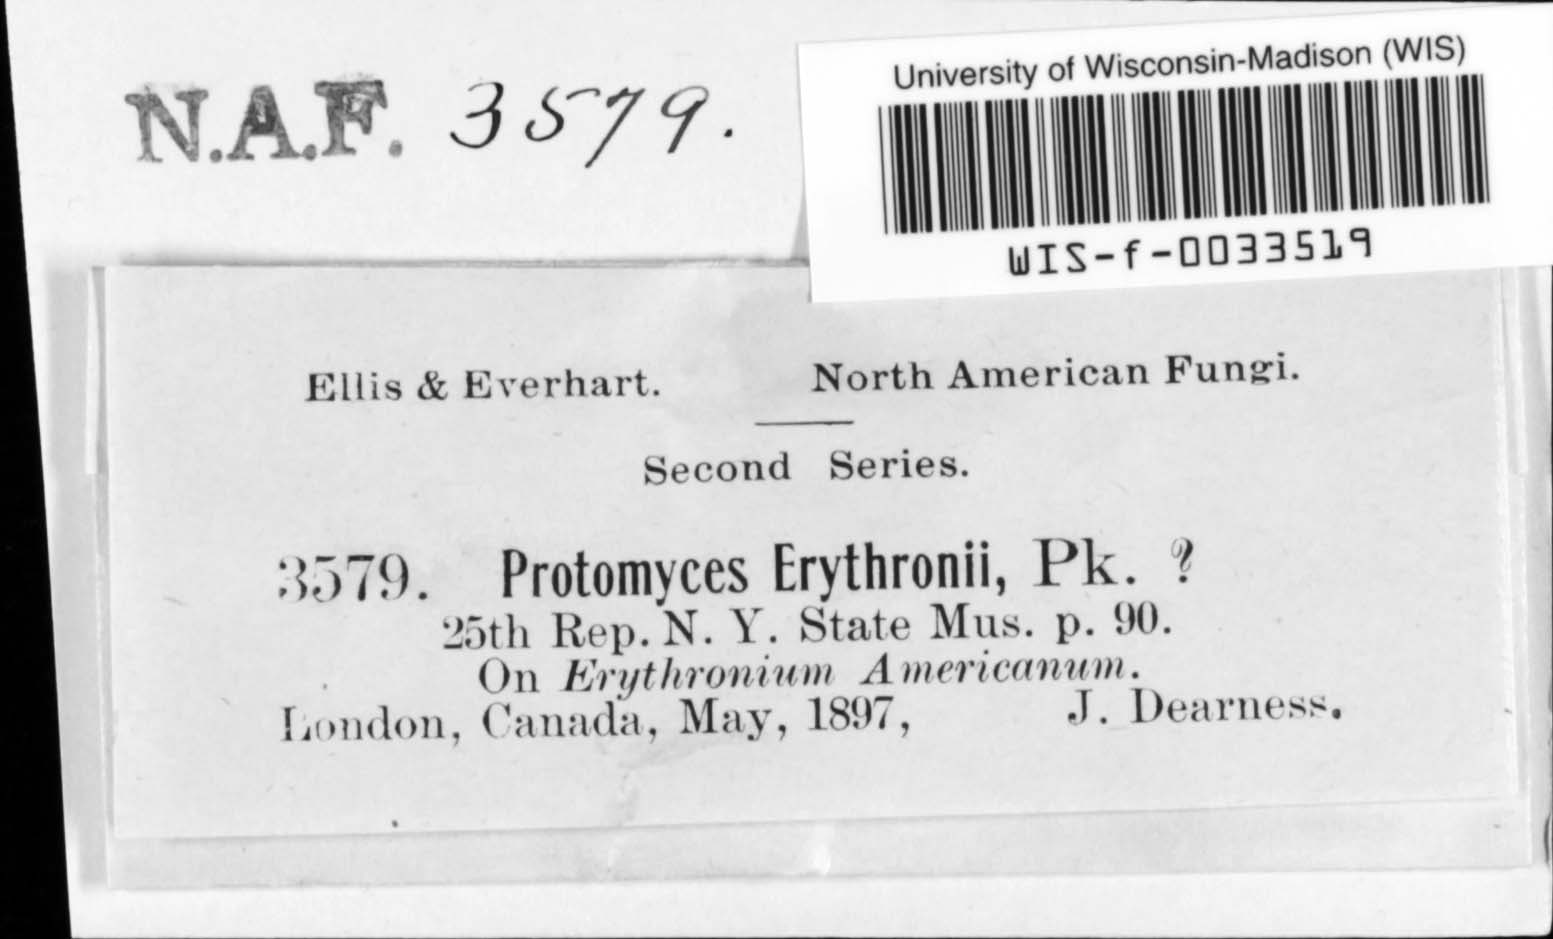 N.A.F. 3579.
University of Wisconsin-Madison (WIS)
WIS-f-0033519
Ellis & Everhart. North American Fungi.
Second Series.
3579. Protomyces Erythronii, Pk. ?
25th Rep. N. Y. State Mus. p. 90.
On Erythronium Americanum.
London, Canada, May, 1897, J. Dearness.